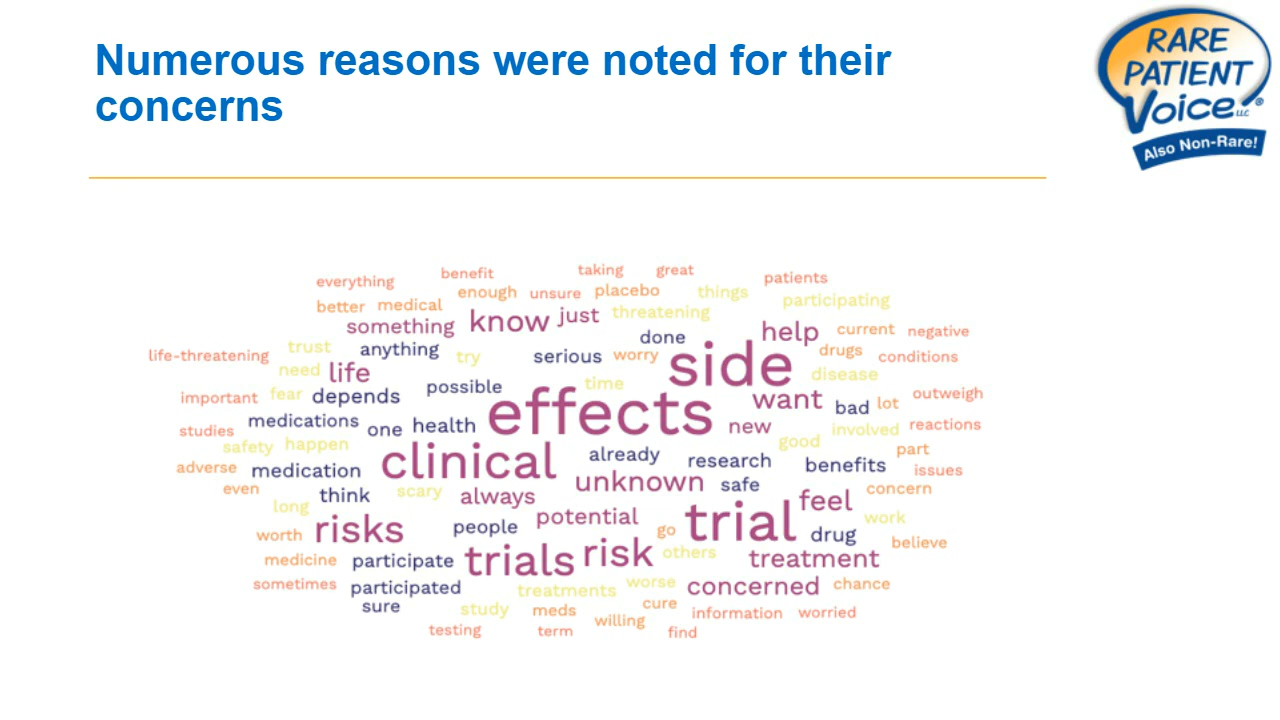 Numerous reasons were noted for their
concerns
RARE
PATIENT
Voice LLC ®
Also Non-Rare!
everything benefit taking great patients
better medical enough unsure placebo things participating
something know just threatening done help current negative
life-threatening trust anything try serious worry side drugs conditions
need life possible time disease
important fear depends effects want bad lot outweigh
studies medications one health new good involved reactions
safety happen clinical already research benefits part
adverse medication unknown safe issues
even think scary always feel concern
long risks people potential go trial drug work
worth participate trials risk others treatment believe
medicine participated treatments worse concerned chance
sometimes sure study meds willing cure information worried
testing term find